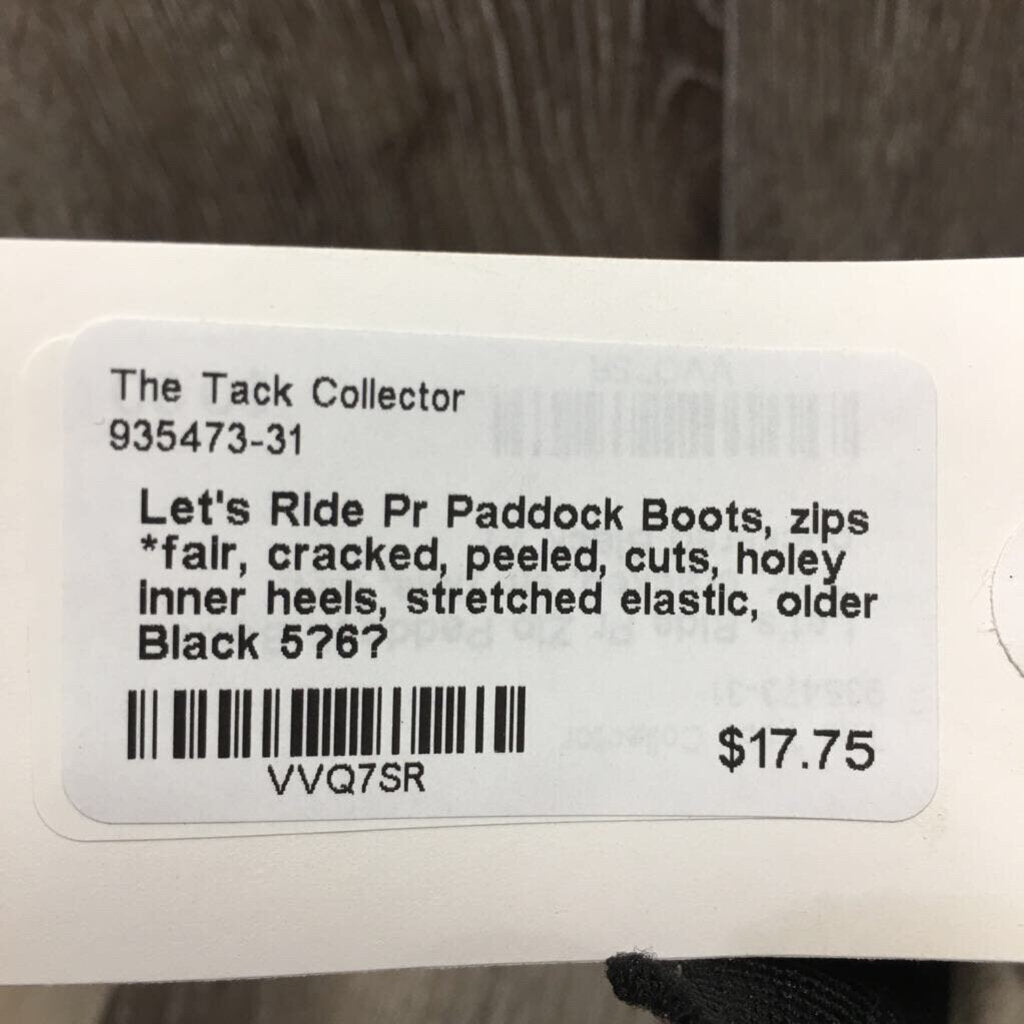 The Tack Collector
935473-31
Let's Ride Pr Paddock Boots, zips
*fair, cracked, peeled, cuts, holey
inner heels, stretched elastic, older
Black 5?6?
VVQ7SR
$17.75